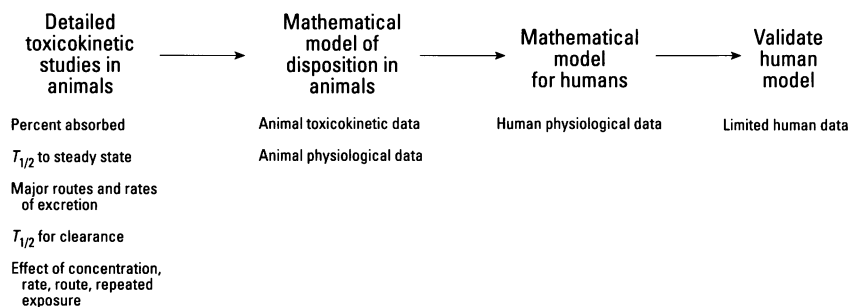 Detailed
toxicokinetic
studies in
animals
Mathematical
model of
disposition in
animals
Mathematical
model
for humans
Validate
human
model
Percent absorbed
T1/2 to steady state
Major routes and rates
of excretion
T1/2 for clearance
Effect of concentration,
rate, route, repeated
exposure
Animal toxicokinetic data
Animal physiological data
Human physiological data
Limited human data